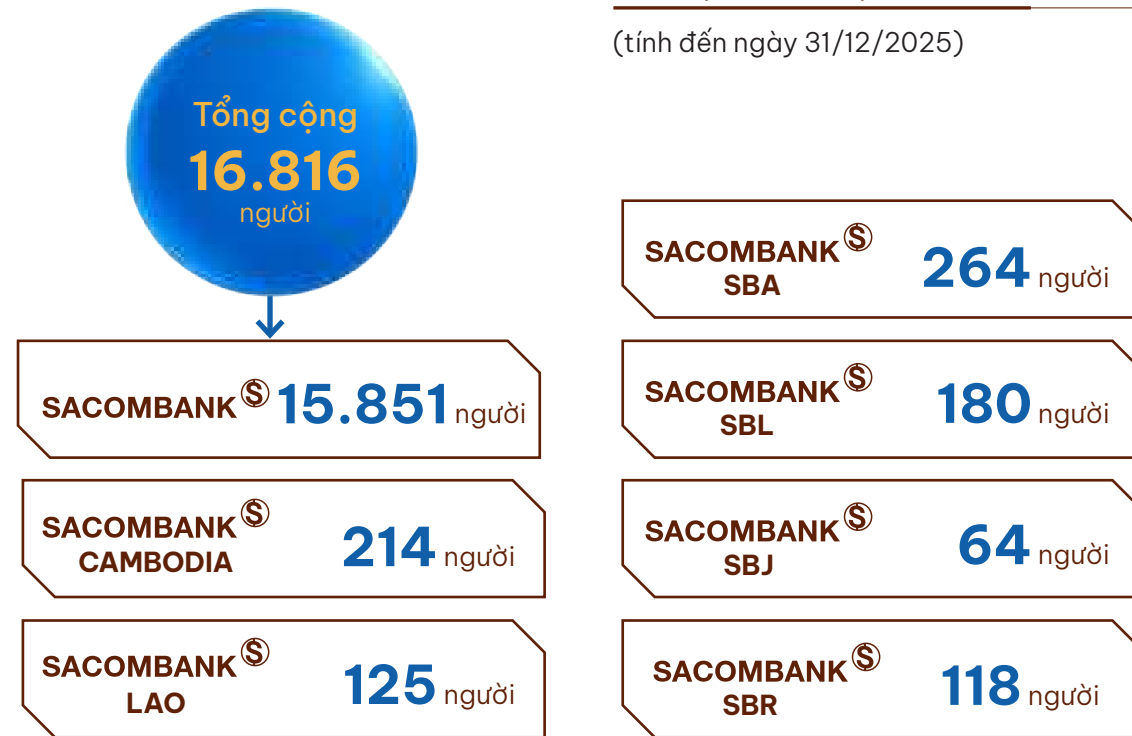 (tính đến ngày 31/12/2025)
Tổng cộng
16.816
người
SACOMBANK 15.851 người
SACOMBANK
CAMBODIA
214 người
SACOMBANK
LAO
125 người
SACOMBANK
SBA
264 người
SACOMBANK
SBL
180 người
SACOMBANK
SBJ
64 người
SACOMBANK
SBR
118 người